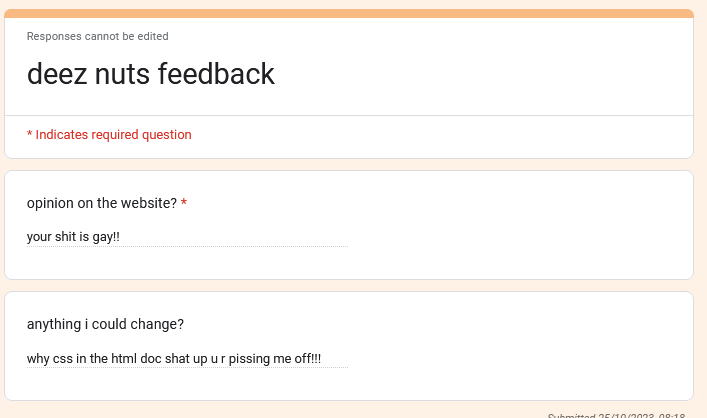 Responses cannot be edited
deez nuts feedback
* Indicates required question
opinion on the website? *
your shit is gay!!
anything i could change?
why css in the html doc shat up u r pissing me off!!!
Submitted 25/10/2023, 08:18